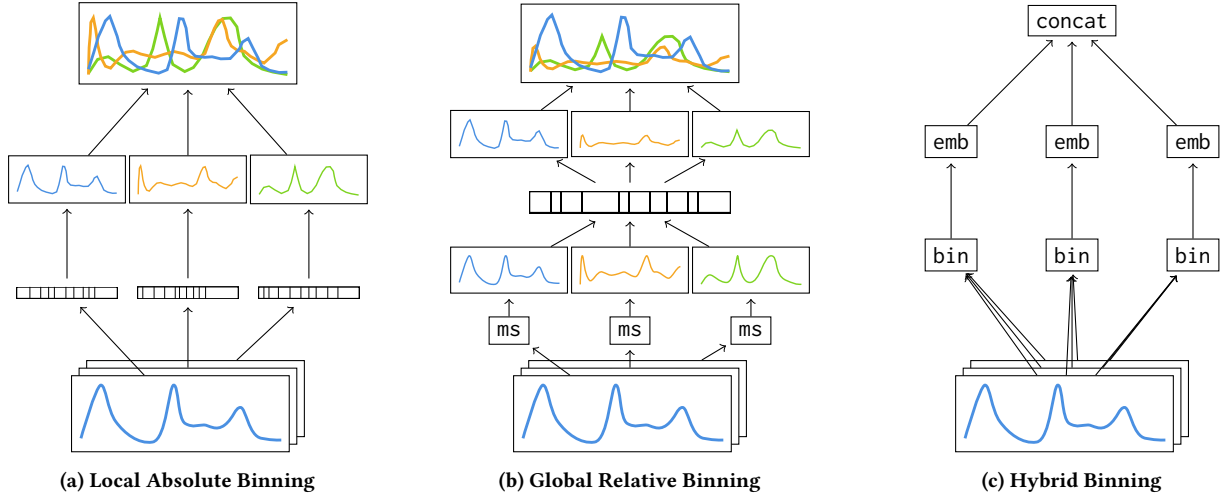 concat
emb emb emb
bin bin bin
ms ms ms
(a) Local Absolute Binning
(b) Global Relative Binning
(c) Hybrid Binning